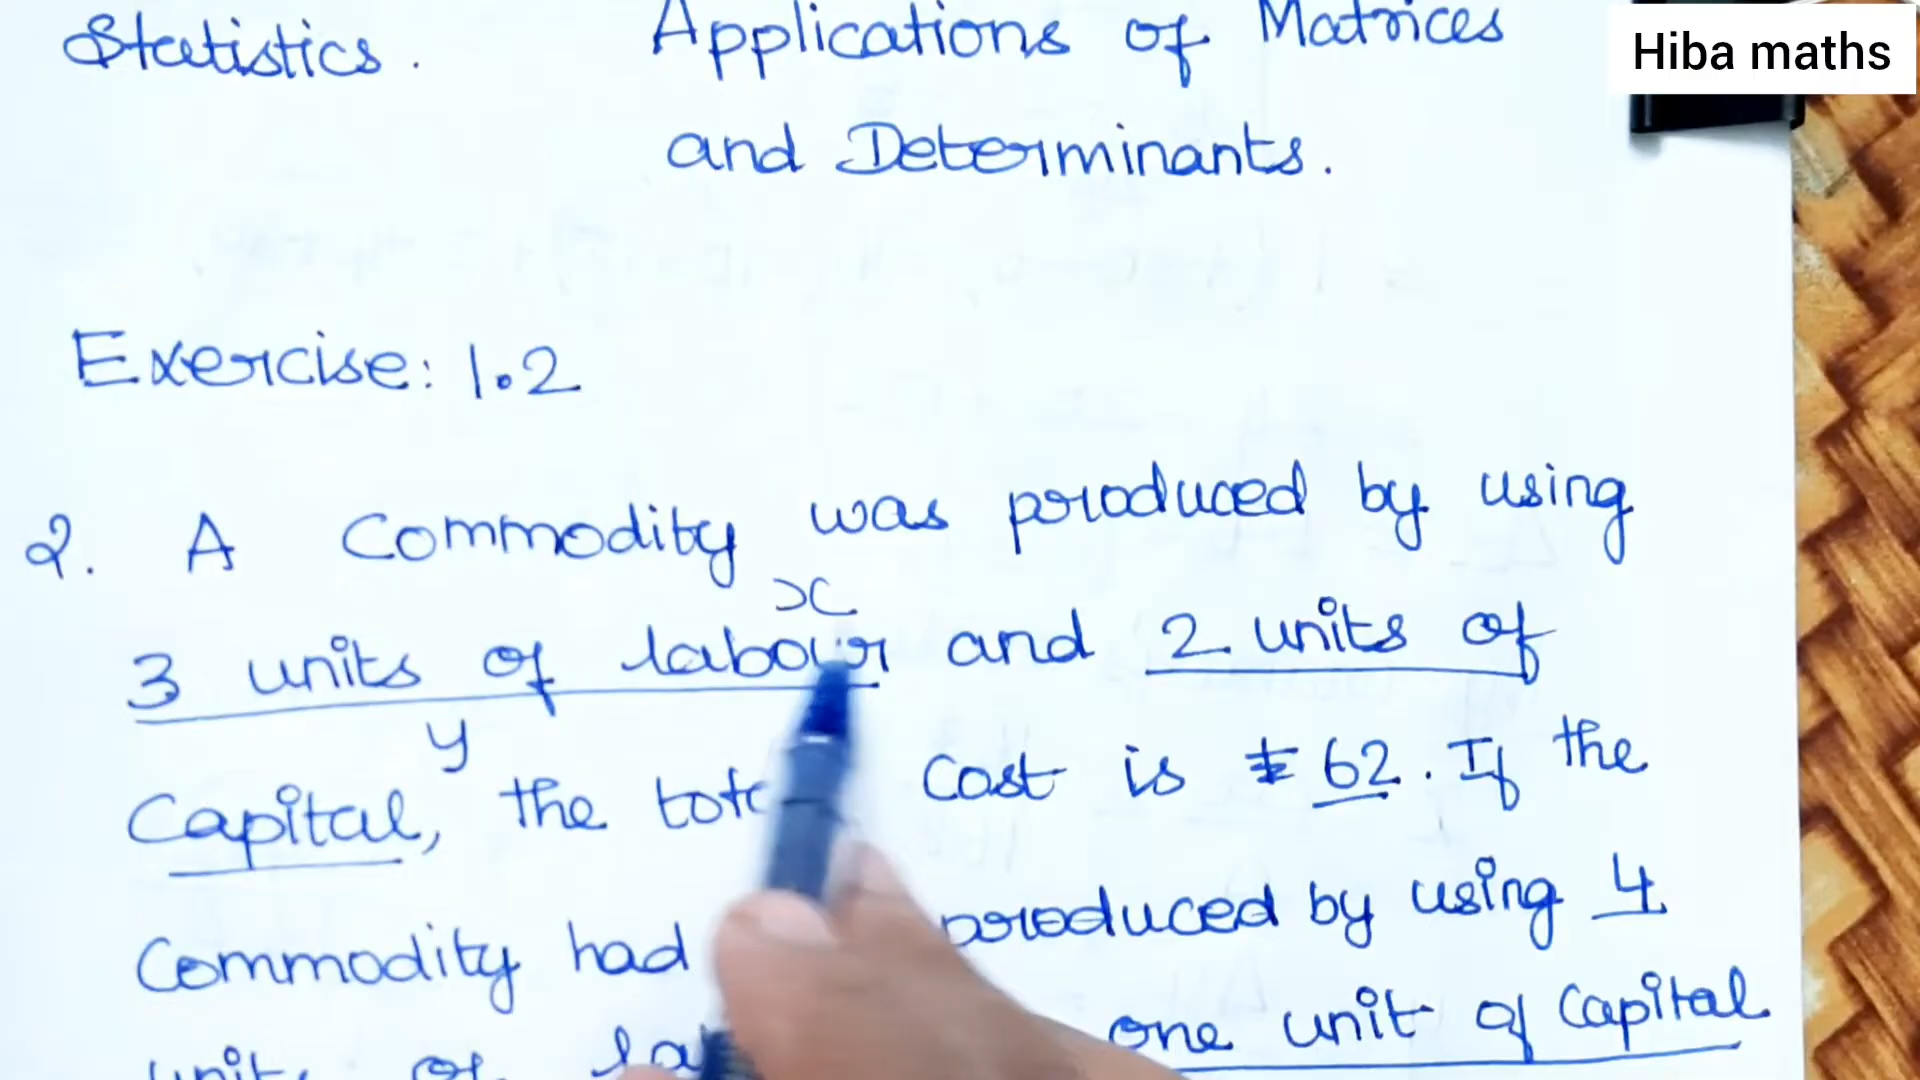 Statistics. Applications of Matrices
Hiba maths
and Determinants.
Exercise: 1.2
2. A Commodity was produced by using
x
3 units of labour and 2 units of
y
Capital, the cost is ₹ 62. If the
Commodity had produced by using 4
one unit of Capital